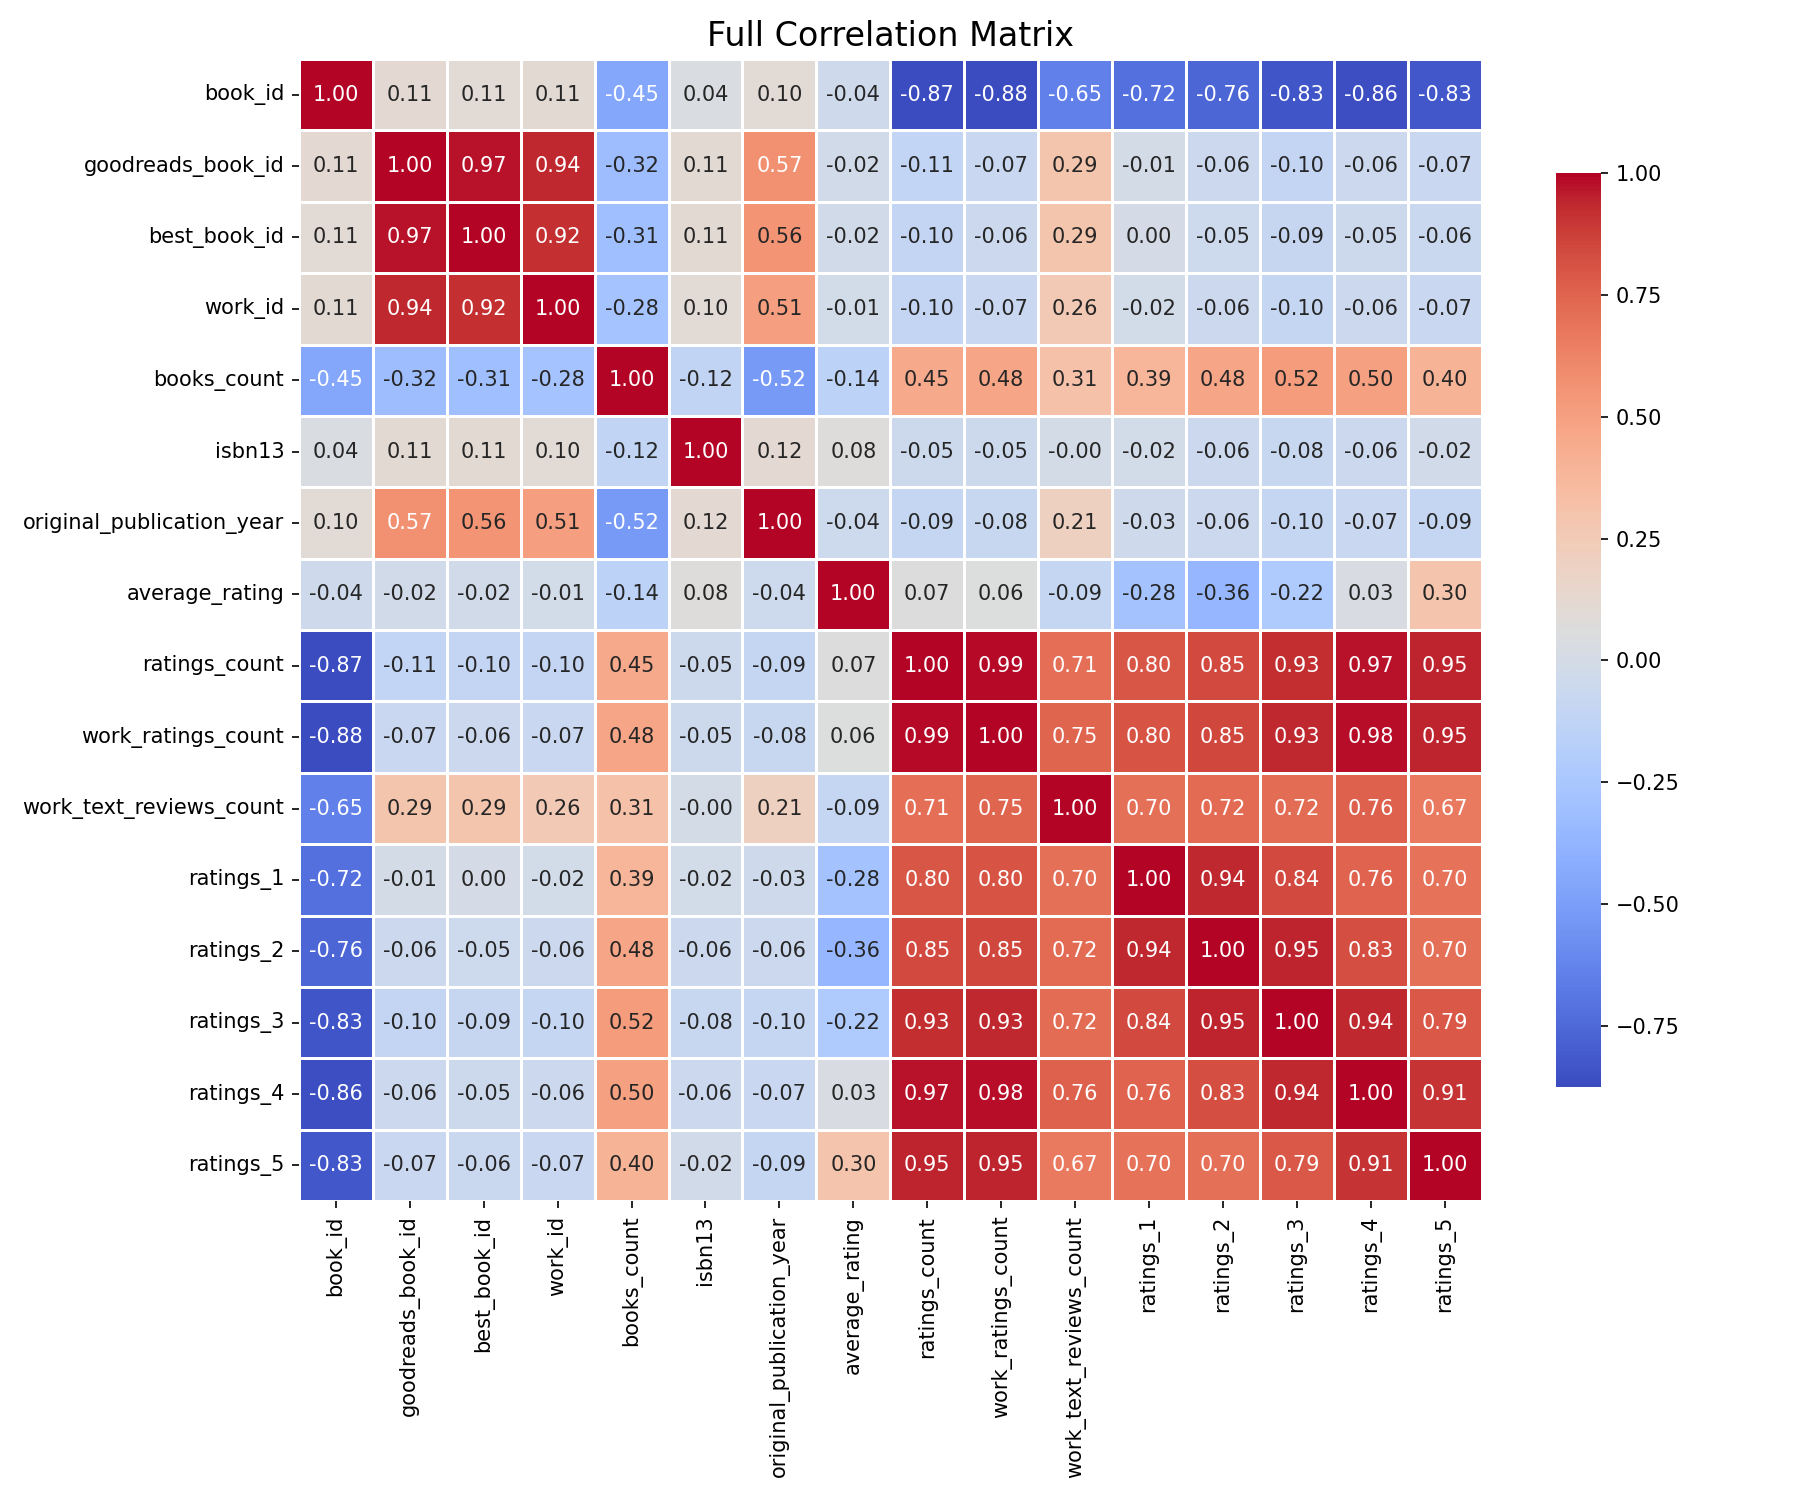 Full Correlation Matrix
book_id 1.00 0.11 0.11 0.11 -0.45 0.04 0.10 -0.04 -0.87 -0.88 -0.65 -0.72 -0.76 -0.83 -0.86 -0.83
goodreads_book_id 0.11 1.00 0.97 0.94 -0.32 0.11 0.57 -0.02 -0.11 -0.07 0.29 -0.01 -0.06 -0.10 -0.06 -0.07
best_book_id 0.11 0.97 1.00 0.92 -0.31 0.11 0.56 -0.02 -0.10 -0.06 0.29 0.00 -0.05 -0.09 -0.05 -0.06
work_id 0.11 0.94 0.92 1.00 -0.28 0.10 0.51 -0.01 -0.10 -0.07 0.26 -0.02 -0.06 -0.10 -0.06 -0.07
books_count -0.45 -0.32 -0.31 -0.28 1.00 -0.12 -0.52 -0.14 0.45 0.48 0.31 0.39 0.48 0.52 0.50 0.40
isbn13 0.04 0.11 0.11 0.10 -0.12 1.00 0.12 0.08 -0.05 -0.05 -0.00 -0.02 -0.06 -0.08 -0.06 -0.02
original_publication_year 0.10 0.57 0.56 0.51 -0.52 0.12 1.00 -0.04 -0.09 -0.08 0.21 -0.03 -0.06 -0.10 -0.07 -0.09
average_rating -0.04 -0.02 -0.02 -0.01 -0.14 0.08 -0.04 1.00 0.07 0.06 -0.09 -0.28 -0.36 -0.22 0.03 0.30
ratings_count -0.87 -0.11 -0.10 -0.10 0.45 -0.05 -0.09 0.07 1.00 0.99 0.71 0.80 0.85 0.93 0.97 0.95
work_ratings_count -0.88 -0.07 -0.06 -0.07 0.48 -0.05 -0.08 0.06 0.99 1.00 0.75 0.80 0.85 0.93 0.98 0.95
work_text_reviews_count -0.65 0.29 0.29 0.26 0.31 -0.00 0.21 -0.09 0.71 0.75 1.00 0.70 0.72 0.72 0.76 0.67
ratings_1 -0.72 -0.01 0.00 -0.02 0.39 -0.02 -0.03 -0.28 0.80 0.80 0.70 1.00 0.94 0.84 0.76 0.70
ratings_2 -0.76 -0.06 -0.05 -0.06 0.48 -0.06 -0.06 -0.36 0.85 0.85 0.72 0.94 1.00 0.95 0.83 0.70
ratings_3 -0.83 -0.10 -0.09 -0.10 0.52 -0.08 -0.10 -0.22 0.93 0.93 0.72 0.84 0.95 1.00 0.94 0.79
ratings_4 -0.86 -0.06 -0.05 -0.06 0.50 -0.06 -0.07 0.03 0.97 0.98 0.76 0.76 0.83 0.94 1.00 0.91
ratings_5 -0.83 -0.07 -0.06 -0.07 0.40 -0.02 -0.09 0.30 0.95 0.95 0.67 0.70 0.70 0.79 0.91 1.00
book_id
goodreads_book_id
best_book_id
work_id
books_count
isbn13
original_publication_year
average_rating
ratings_count
work_ratings_count
work_text_reviews_count
ratings_1
ratings_2
ratings_3
ratings_4
ratings_5
1.00
0.75
0.50
0.25
0.00
−0.25
−0.50
−0.75